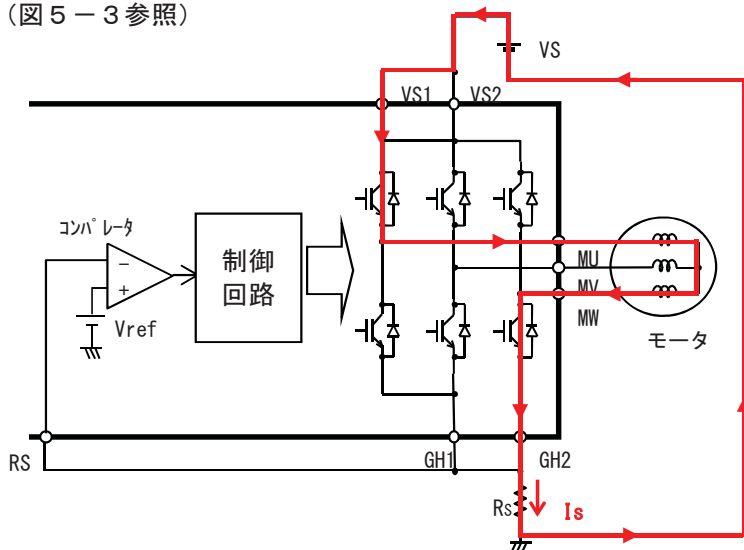 (図5-3参照)
VS
VS1 VS2
コンパレータ
-
+
Vref
制御
回路
MU
MV
MW
モータ
RS
GH1
GH2
Rs
Is